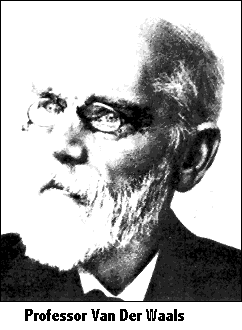 Professor Van Der Waals